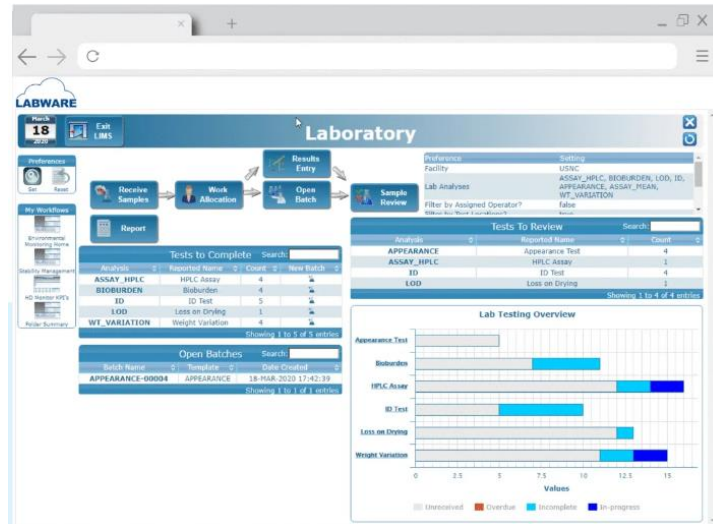 LABWARE
March
18
2020
Exit
LIMS
Laboratory
Preferences
Set Reset
My Workflows
Environmental
Monitoring Home
Stability Management
HD Monitor KPI's
Folder Summary
Receive
Samples
Work
Allocation
Results
Entry
Open
Batch
Sample
Review
Report
Preference Setting
Facility USNC
Lab Analyses ASSAY_HPLC, BIOBURDEN, LOD, ID,
APPEARANCE, ASSAY_MEAN,
WT_VARIATION
Filter by Assigned Operator? false
Filter by Test Locations? true
Tests to Complete Search:
Analysis Reported Name Count New Batch
ASSAY_HPLC HPLC Assay 4
BIOBURDEN Bioburden 4
ID ID Test 5
LOD Loss on Drying 1
WT_VARIATION Weight Variation 4
Showing 1 to 5 of 5 entries
Open Batches Search:
Batch Name Template Date Created
APPEARANCE-00004 APPEARANCE 18-MAR-2020 17:42:39
Showing 1 to 1 of 1 entries
Tests To Review Search:
Analysis Reported Name Count
APPEARANCE Appearance Test 4
ASSAY_HPLC HPLC Assay 1
ID ID Test 4
LOD Loss on Drying 1
Showing 1 to 4 of 4 entries
Lab Testing Overview
Appearance Test
Bioburden
HPLC Assay
ID Test
Loss on Drying
Weight Variation
0 2.5 5 7.5 10 12.5 15
Values
Unreceived Overdue Incomplete In-progress